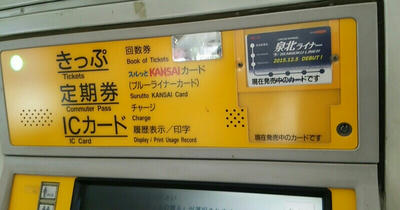 きっぷ
Tickets
定期券
Commuter Pass
ICカード
IC Card
回数券
Book of Tickets
スルッとKANSAIカード
(ブルーライナーカード)
Surutto KANSAI Card
チャージ
Charge
履歴表示/印字
Display / Print Usage Record
泉北ライナー
2015.12.5 DEBUT!
現在発売中のカードです
現在発売中のカードです